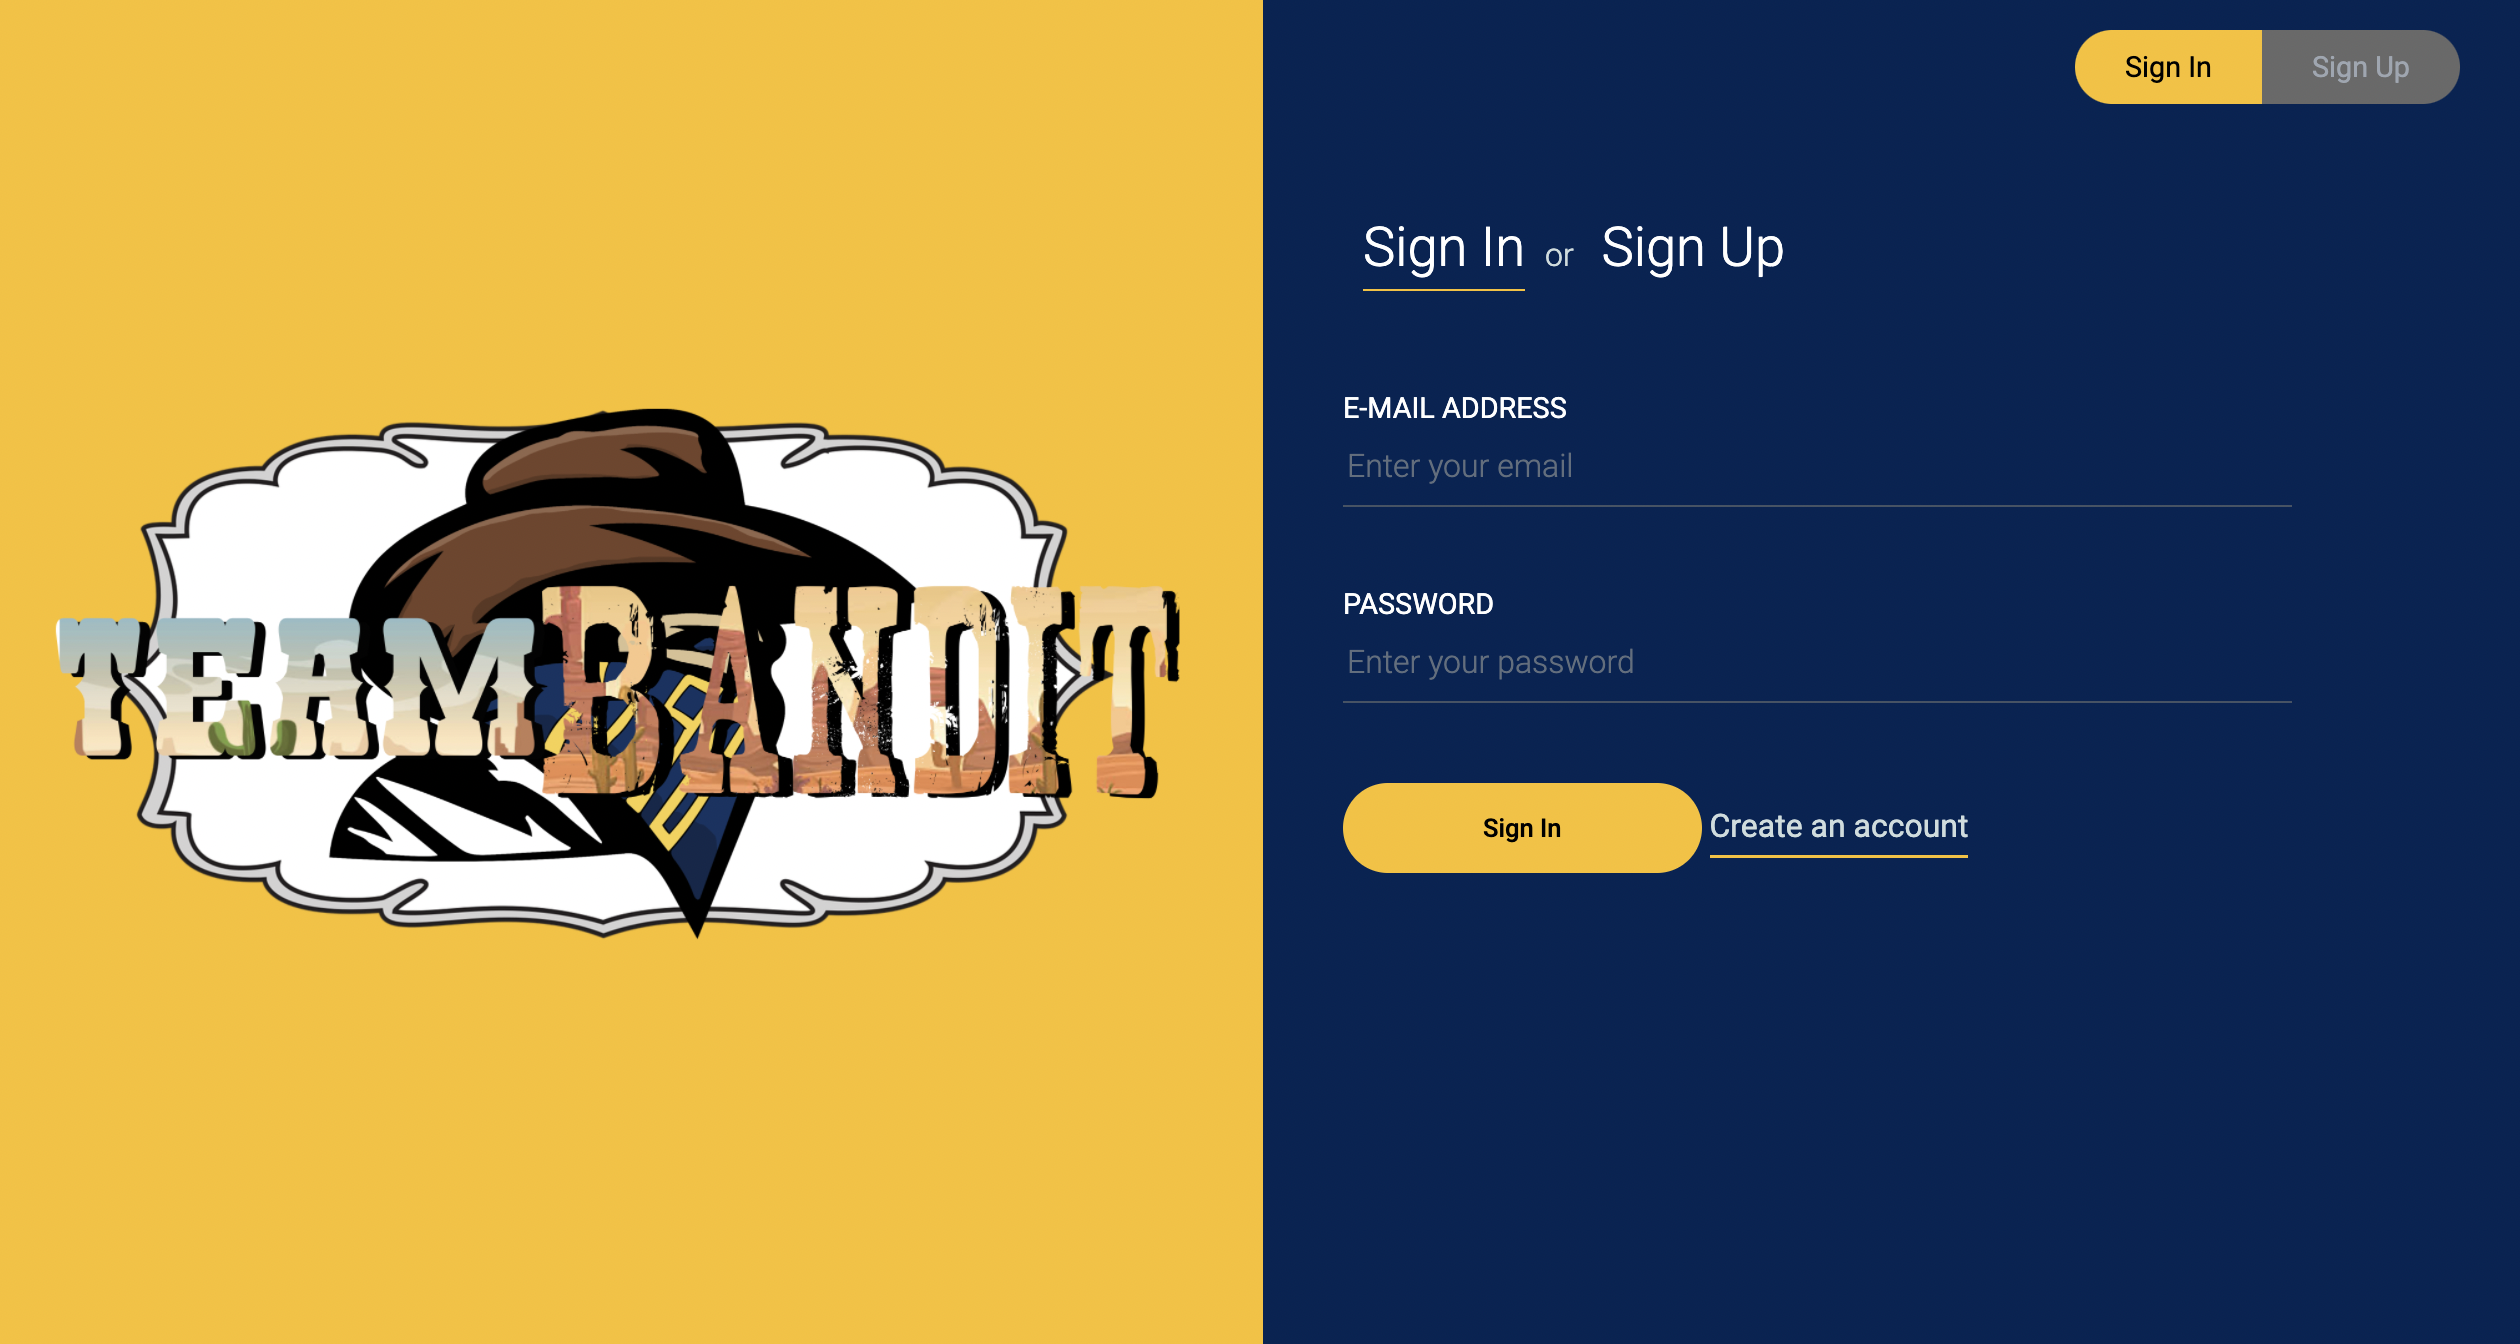 Sign In Sign Up
Sign In or Sign Up
E-MAIL ADDRESS
Enter your email
PASSWORD
Enter your password
Sign In Create an account
TEAM BANDIT